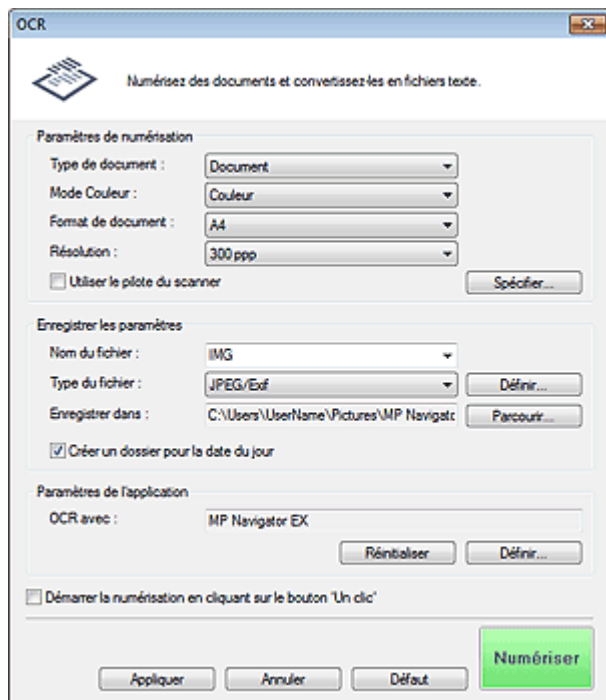 OCR
Numérisez des documents et convertissez-les en fichiers texte.
Paramètres de numérisation
Type de document : Document
Mode Couleur : Couleur
Format de document : A4
Résolution : 300 ppp
Utiliser le pilote du scanner Spécifier...
Enregistrer les paramètres
Nom du fichier : IMG
Type du fichier : JPEG/Exif Définir...
Enregistrer dans : C:\Users\UserName\Pictures\MP Navigato Parcourir...
Créer un dossier pour la date du jour
Paramètres de l'application
OCR avec : MP Navigator EX
Réinitialiser Définir...
Démarrer la numérisation en cliquant sur le bouton 'Un clic'
Numériser
Appliquer Annuler Défaut